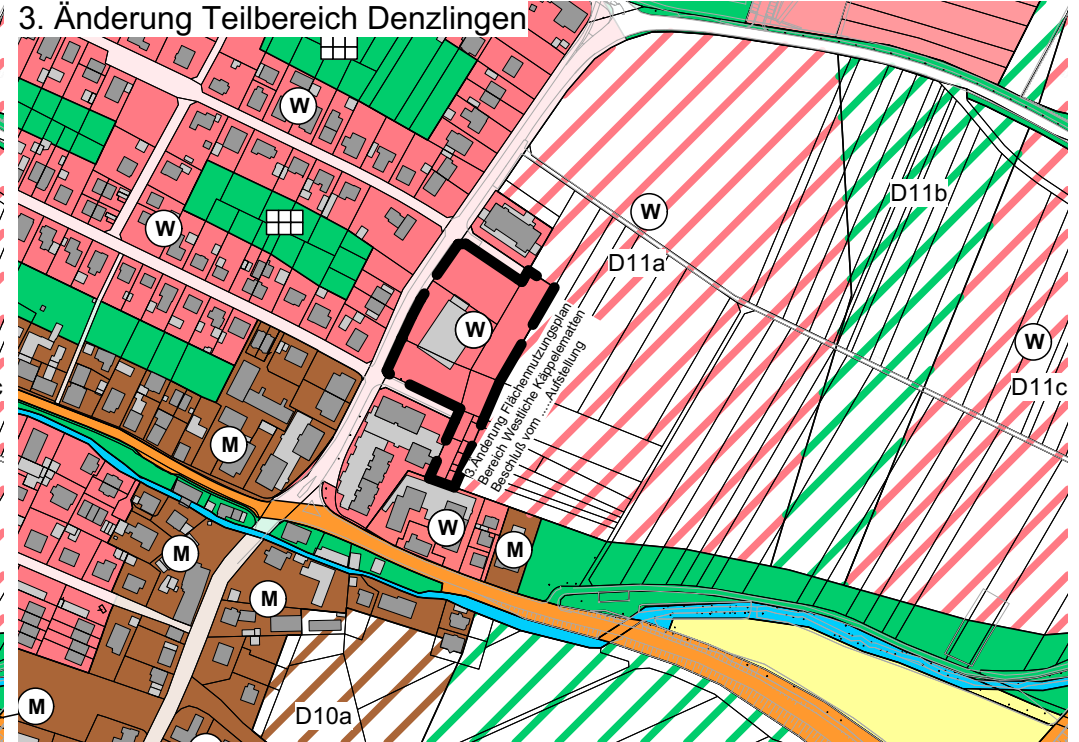 3. Änderung Teilbereich Denzlingen
W
D11b
W
W
D11a
W
W
3.Änderung Flächennutzungsplan
Bereich Westliche Käppelematten
Beschluß vom .....Aufstellung
D11c
M
W
M
M
M
M
D10a